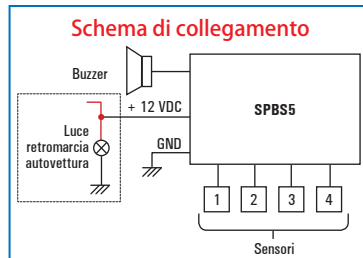 Schema di collegamento
Buzzer
+ 12 VDC
SPBS5
Luce
retromarcia
autovettura
GND
1 2 3 4
Sensori